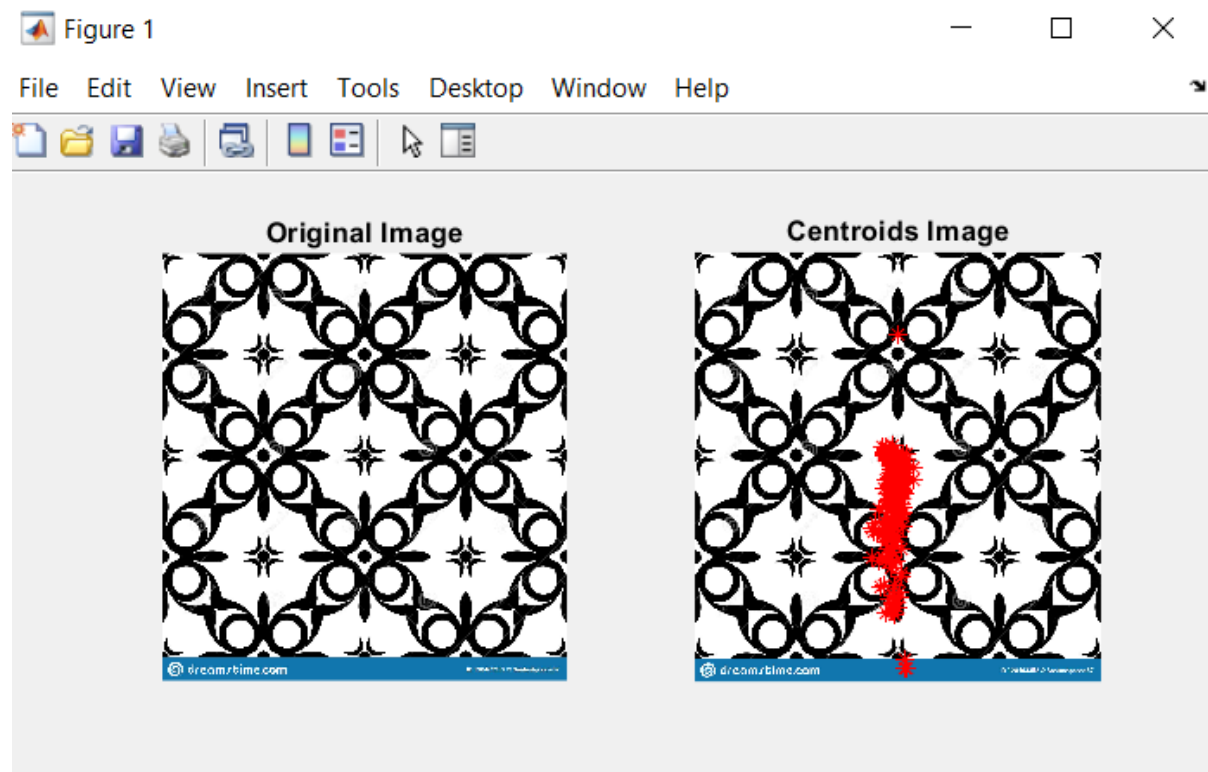 Figure 1
File Edit View Insert Tools Desktop Window Help
Original Image
Centroids Image
dreamstime.com
dreamstime.com